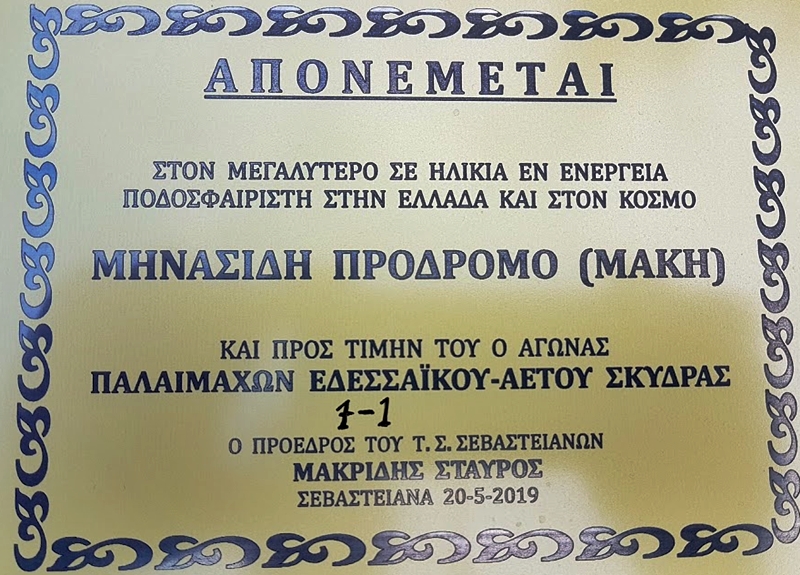 ΑΠΟΝΕΜΕΤΑΙ
ΣΤΟΝ ΜΕΓΑΛΥΤΕΡΟ ΣΕ ΗΛΙΚΙΑ ΕΝ ΕΝΕΡΓΕΙΑ
ΠΟΔΟΣΦΑΙΡΙΣΤΗ ΣΤΗΝ ΕΛΛΑΔΑ ΚΑΙ ΣΤΟΝ ΚΟΣΜΟ
ΜΗΝΑΣΙΔΗ ΠΡΟΔΡΟΜΟ (ΜΑΚΗ)
ΚΑΙ ΠΡΟΣ ΤΙΜΗΝ ΤΟΥ Ο ΑΓΩΝΑΣ
ΠΑΛΑΙΜΑΧΩΝ ΕΔΕΣΣΑΪΚΟΥ-ΑΕΤΟΥ ΣΚΥΔΡΑΣ
7-1
Ο ΠΡΟΕΔΡΟΣ ΤΟΥ Τ. Σ. ΣΕΒΑΣΤΕΙΑΝΩΝ
ΜΑΚΡΙΔΗΣ ΣΤΑΥΡΟΣ
ΣΕΒΑΣΤΕΙΑΝΑ 20-5-2019